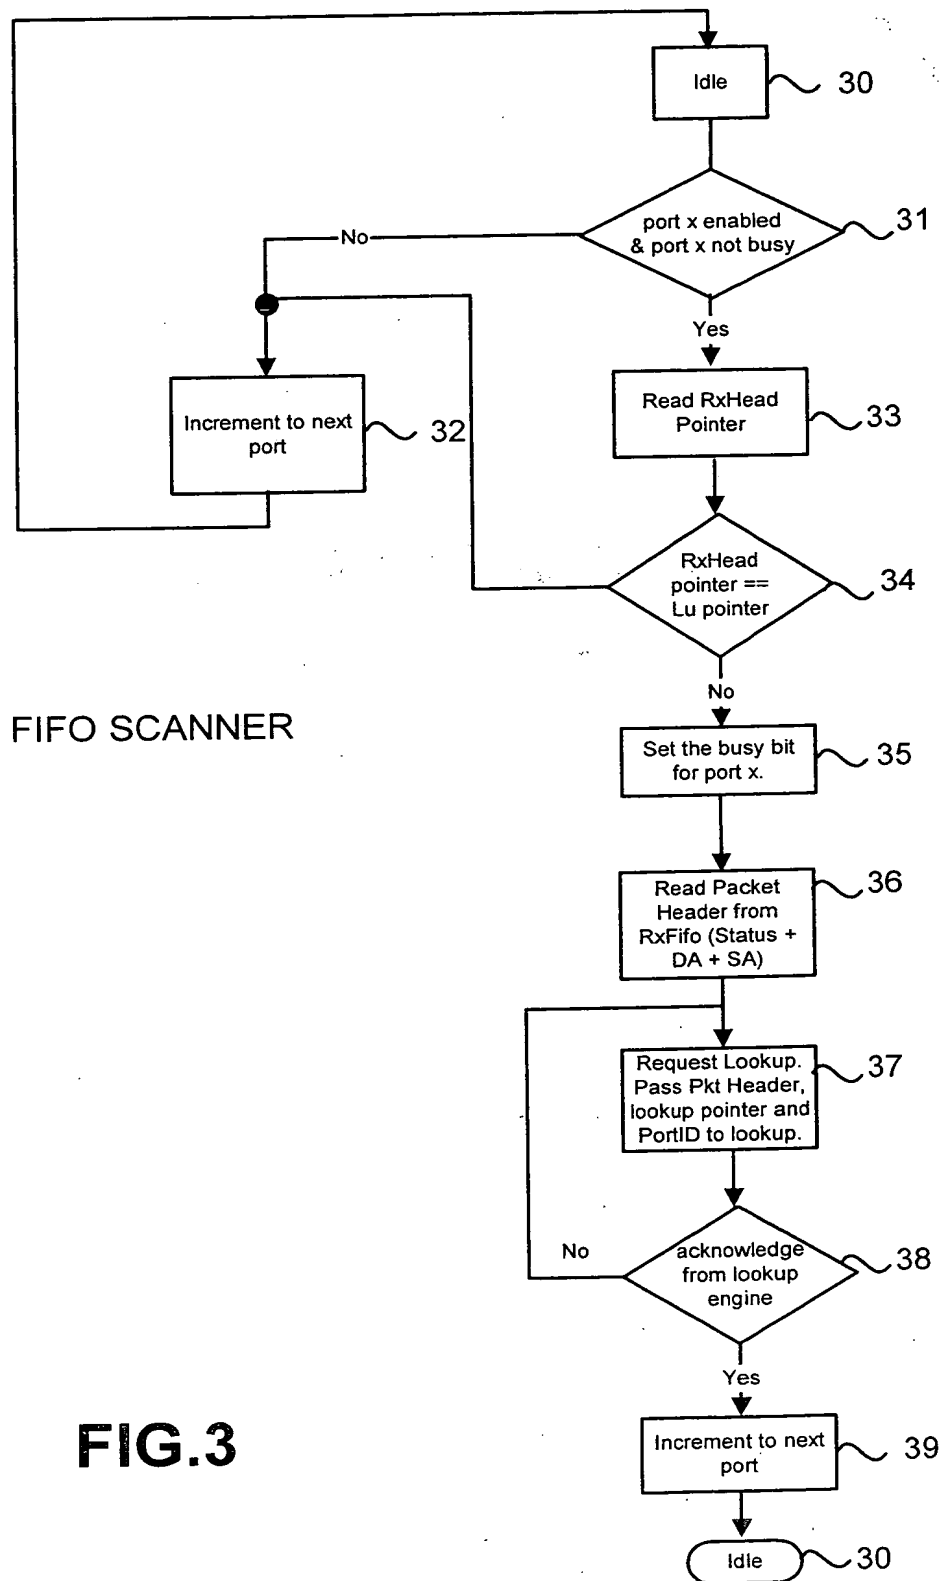 Idle
30
port x enabled
& port x not busy
31
No
Yes
Read RxHead
Pointer
33
Increment to next
port
32
RxHead
pointer ==
Lu pointer
34
No
FIFO SCANNER
Set the busy bit
for port x.
35
Read Packet
Header from
RxFifo (Status +
DA + SA)
36
Request Lookup.
Pass Pkt Header,
lookup pointer and
PortID to lookup.
37
acknowledge
from lookup
engine
38
No
Yes
FIG.3
Increment to next
port
39
Idle
30